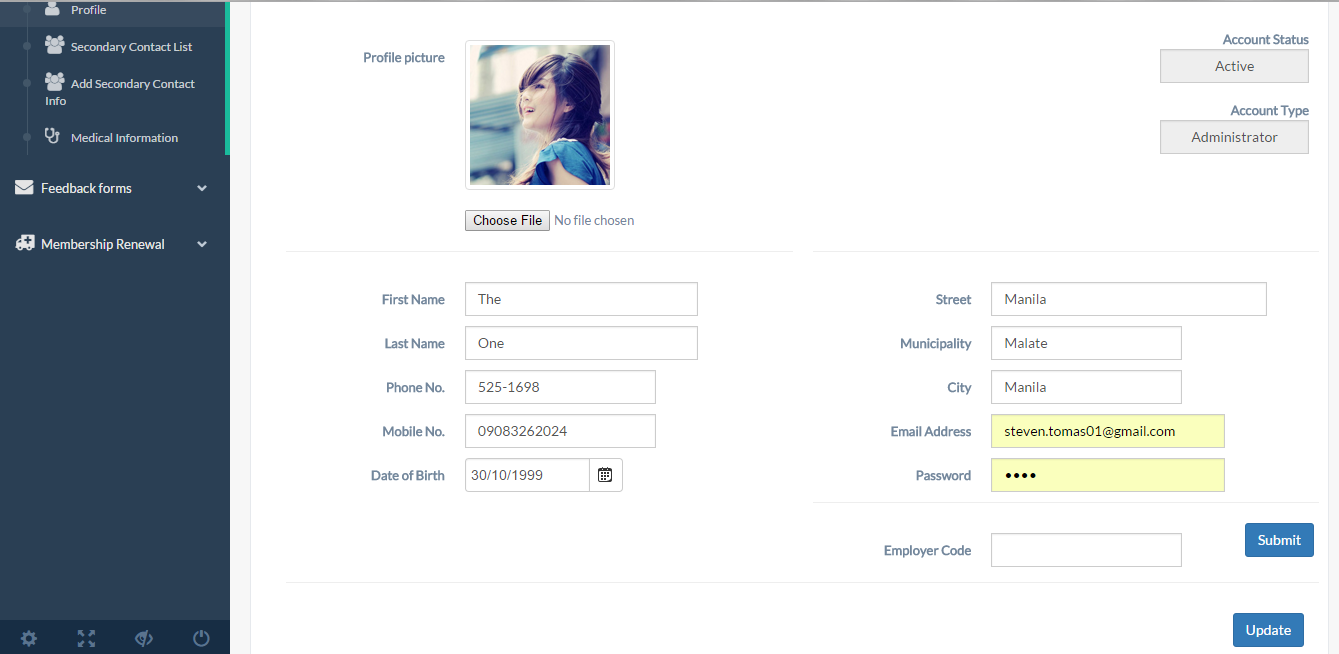 Profile
Secondary Contact List
Add Secondary Contact
Info
Medical Information
Feedback forms
Membership Renewal
Profile picture
Choose File No file chosen
Account Status
Active
Account Type
Administrator
First Name The
Last Name One
Phone No. 525-1698
Mobile No. 09083262024
Date of Birth 30/10/1999
Street Manila
Municipality Malate
City Manila
Email Address steven.tomas01@gmail.com
Password ••••
Employer Code
Submit
Update